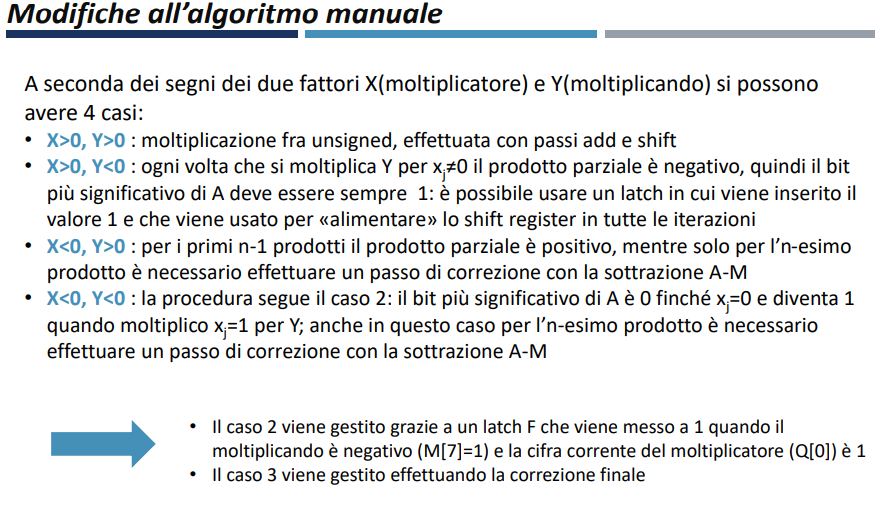 Modifiche all’algoritmo manuale
A seconda dei segni dei due fattori X(moltiplicatore) e Y(moltiplicando) si possono
avere 4 casi:
• X>0, Y>0 : moltiplicazione fra unsigned, effettuata con passi add e shift
• X>0, Y<0 : ogni volta che si moltiplica Y per xj≠0 il prodotto parziale è negativo, quindi il bit
più significativo di A deve essere sempre 1: è possibile usare un latch in cui viene inserito il
valore 1 e che viene usato per «alimentare» lo shift register in tutte le iterazioni
• X<0, Y>0 : per i primi n-1 prodotti il prodotto parziale è positivo, mentre solo per l’n-esimo
prodotto è necessario effettuare un passo di correzione con la sottrazione A-M
• X<0, Y<0 : la procedura segue il caso 2: il bit più significativo di A è 0 finché xj=0 e diventa 1
quando moltiplico xj=1 per Y; anche in questo caso per l’n-esimo prodotto è necessario
effettuare un passo di correzione con la sottrazione A-M
• Il caso 2 viene gestito grazie a un latch F che viene messo a 1 quando il
moltiplicando è negativo (M[7]=1) e la cifra corrente del moltiplicatore (Q[0]) è 1
• Il caso 3 viene gestito effettuando la correzione finale